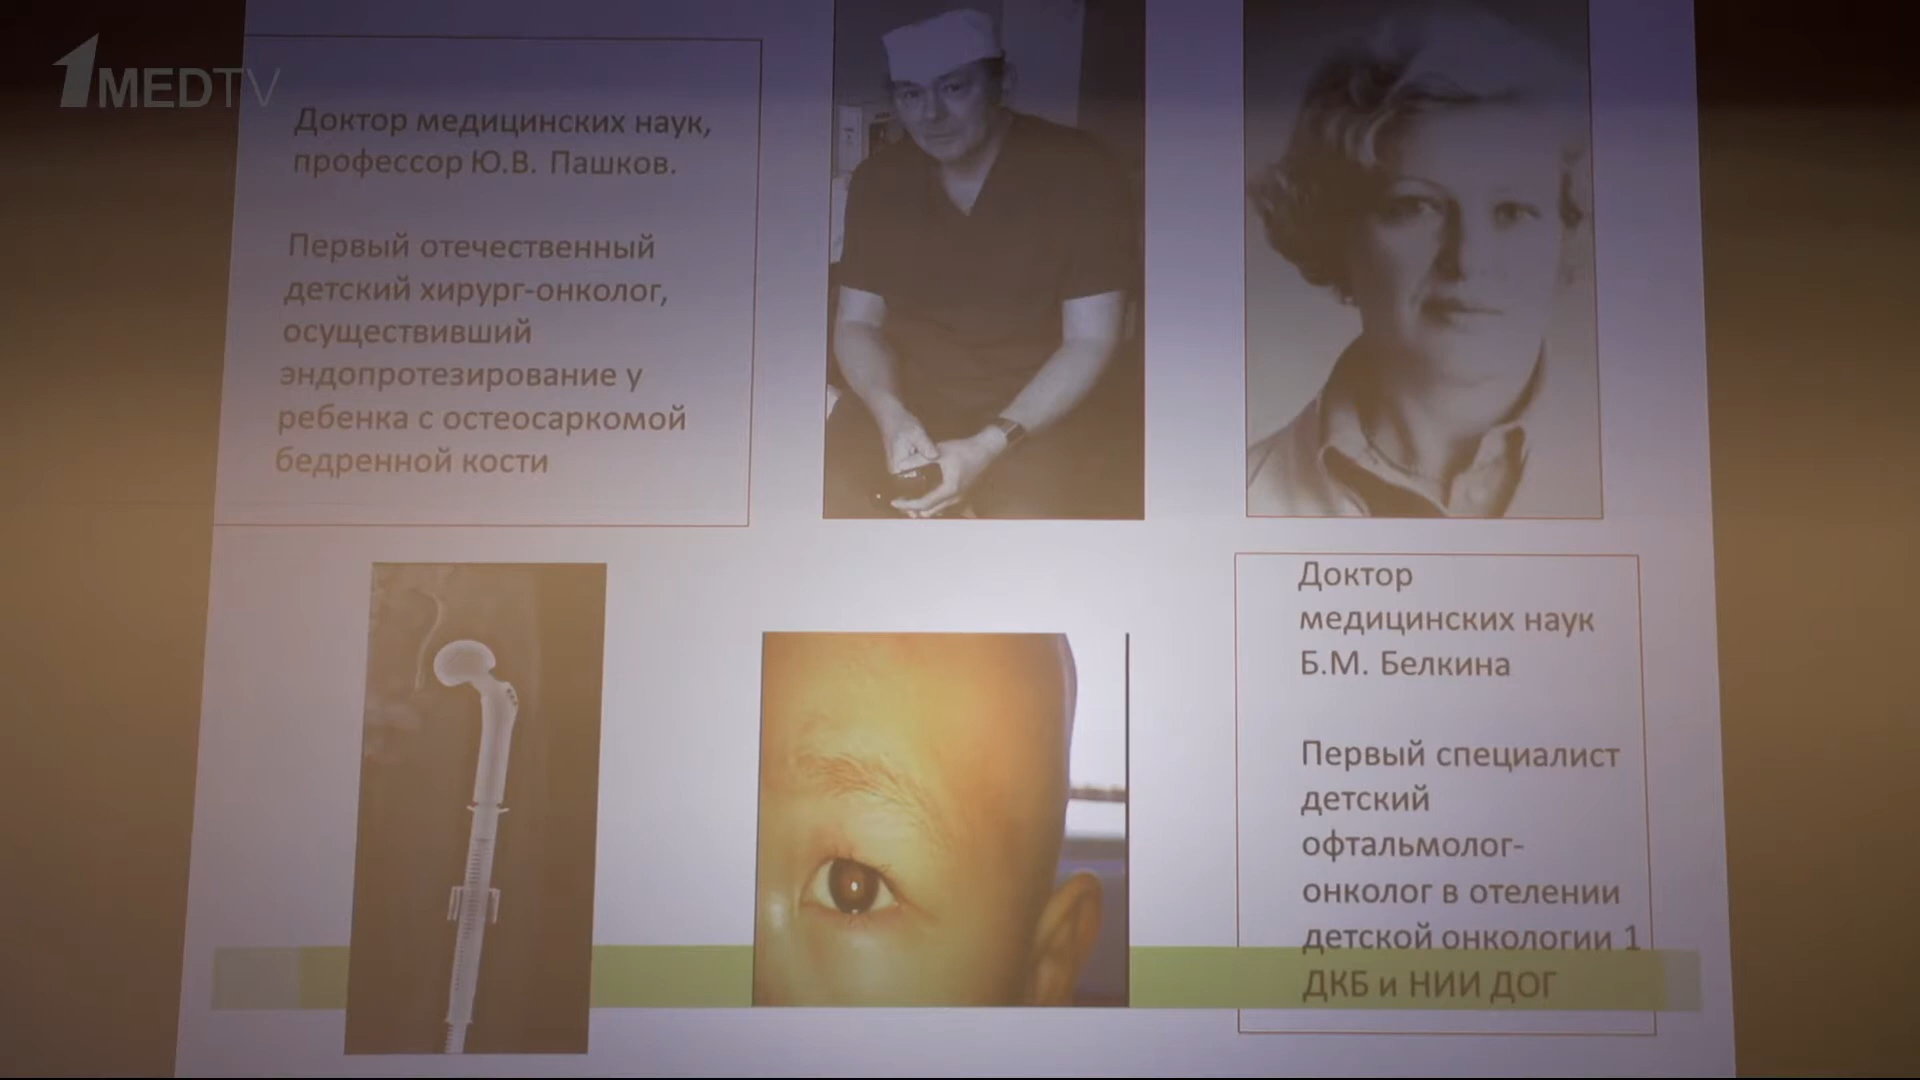 1MEDTV
Доктор медицинских наук,
профессор Ю.В. Пашков.
Первый отечественный
детский хирург-онколог,
осуществивший
эндопротезирование у
ребенка с остеосаркомой
бедренной кости
Доктор
медицинских наук
Б.М. Белкина
Первый специалист
детский
офтальмолог-
онколог в отелении
детской онкологии 1
ДКБ и НИИ ДОГ